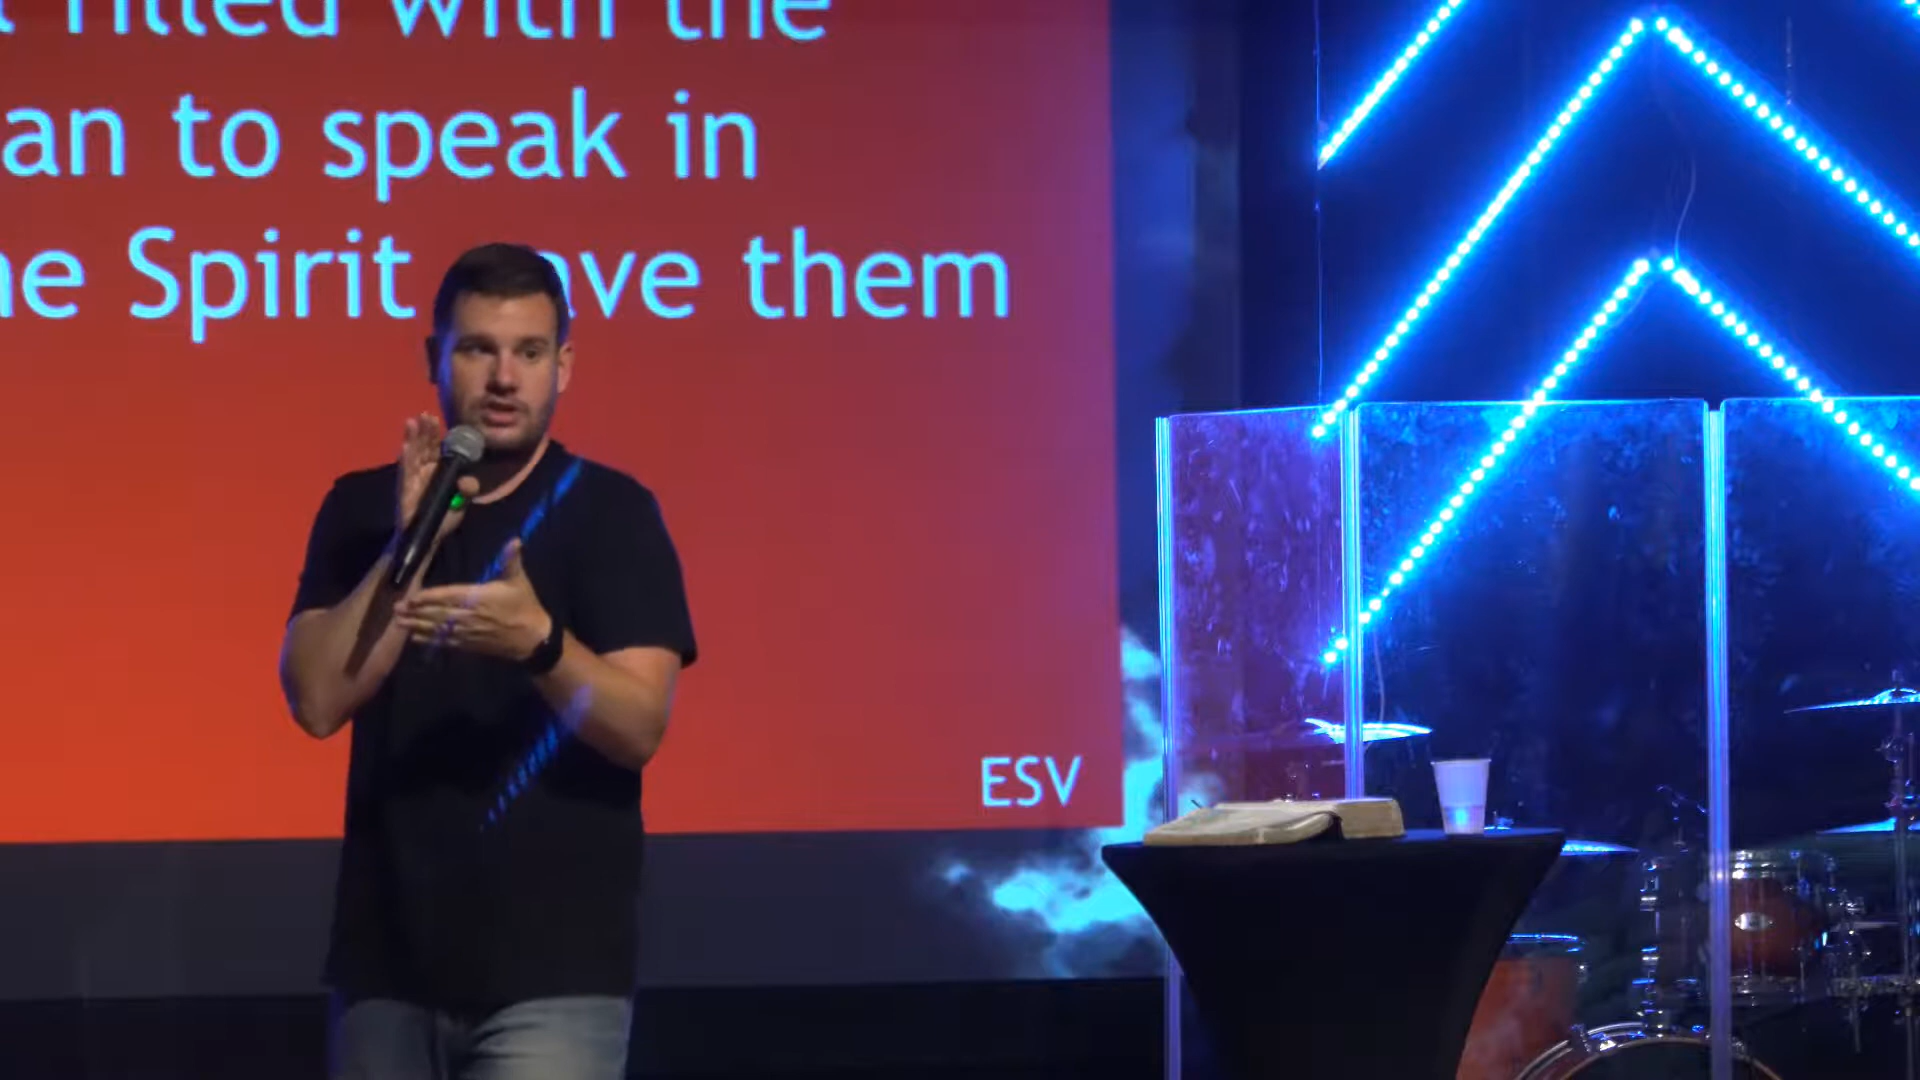 filled with the
an to speak in
Spirit ave them
ESV